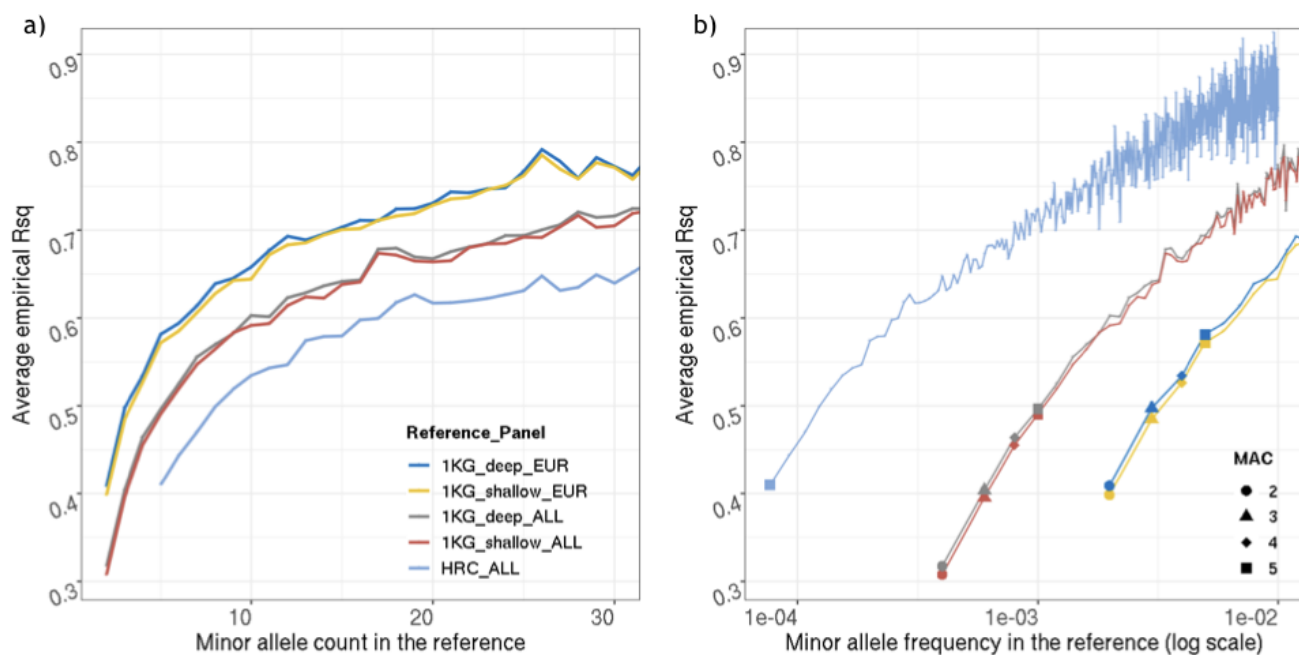 a)
0.9
0.8
0.7
0.6
0.5
0.4
0.3
Average empirical Rsq
10
20
30
Minor allele count in the reference
Reference_Panel
1KG_deep_EUR
1KG_shallow_EUR
1KG_deep_ALL
1KG_shallow_ALL
HRC_ALL
b)
0.9
0.8
0.7
0.6
0.5
0.4
0.3
Average empirical Rsq
1e-04
1e-03
1e-02
Minor allele frequency in the reference (log scale)
MAC
2
3
4
5